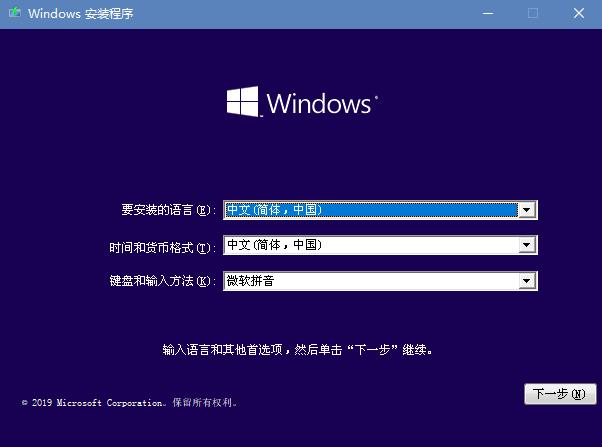 Windows 安装程序
Windows
要安装的语言(E): 中文(简体，中国)
时间和货币格式(T): 中文(简体，中国)
键盘和输入方法(K): 微软拼音
输入语言和其他首选项，然后单击“下一步”继续。
下一步(N)
© 2019 Microsoft Corporation。保留所有权利。